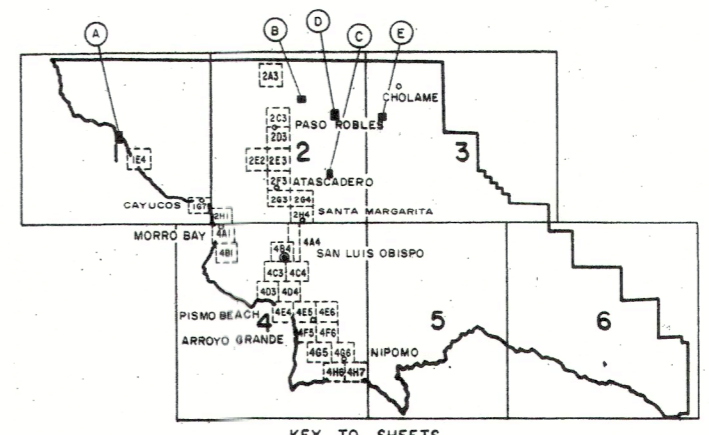 A
B
D
C
E
2A3
CHOLAME
2C3
PASO ROBLES
2D3
1E4
2E2 2E3
2
3
2F3
ATASCADERO
CAYUCOS
1G7
2G3 2G4
2H1
2H4
SANTA MARGARITA
MORRO BAY
4A1
4A4
4B1
4B4
SAN LUIS OBISPO
4C3 4C4
4D3 4D4
PISMO BEACH
4E4 4E5 4E6
4
5
6
ARROYO GRANDE
4F5 4F6
4G5 4G6
NIPOMO
4H6 4H7
KEY TO SHEETS